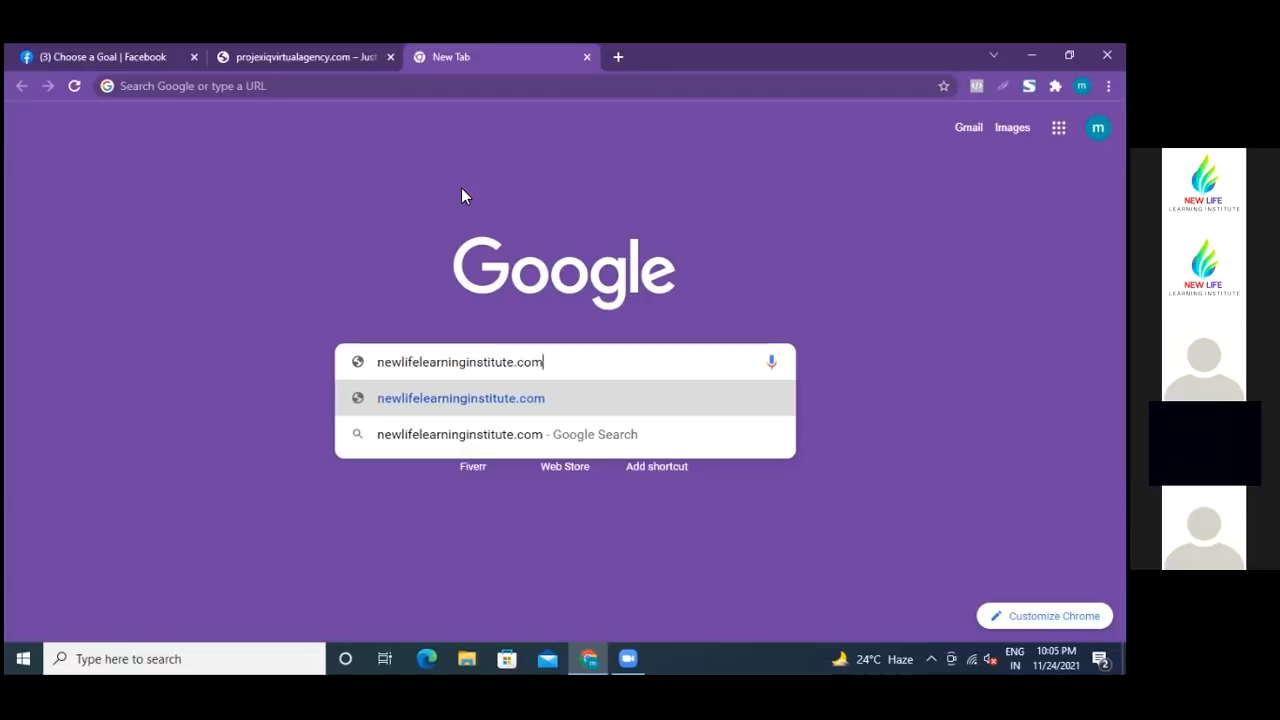 (3) Choose a Goal | Facebook
projexiqvirtualagency.com – Just
New Tab
Search Google or type a URL
m
Gmail
Images
m
Google
newlifelearninginstitute.com
newlifelearninginstitute.com
newlifelearninginstitute.com - Google Search
Fiverr
Web Store
Add shortcut
Customize Chrome
Type here to search
24°C Haze
ENG
IN
10:05 PM
11/24/2021
2
NEW LIFE
LEARNING INSTITUTE
NEW LIFE
LEARNING INSTITUTE